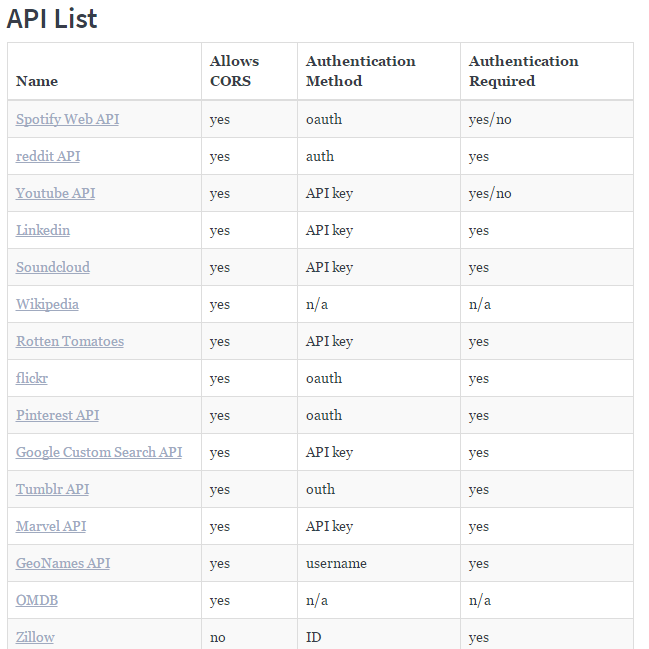 API List
Name Allows CORS Authentication Method Authentication Required
Spotify Web API yes oauth yes/no
reddit API yes auth yes
Youtube API yes API key yes/no
Linkedin yes API key yes
Soundcloud yes API key yes
Wikipedia yes n/a n/a
Rotten Tomatoes yes API key yes
flickr yes oauth yes
Pinterest API yes oauth yes
Google Custom Search API yes API key yes
Tumblr API yes outh yes
Marvel API yes API key yes
GeoNames API yes username yes
OMDB yes n/a n/a
Zillow no ID yes